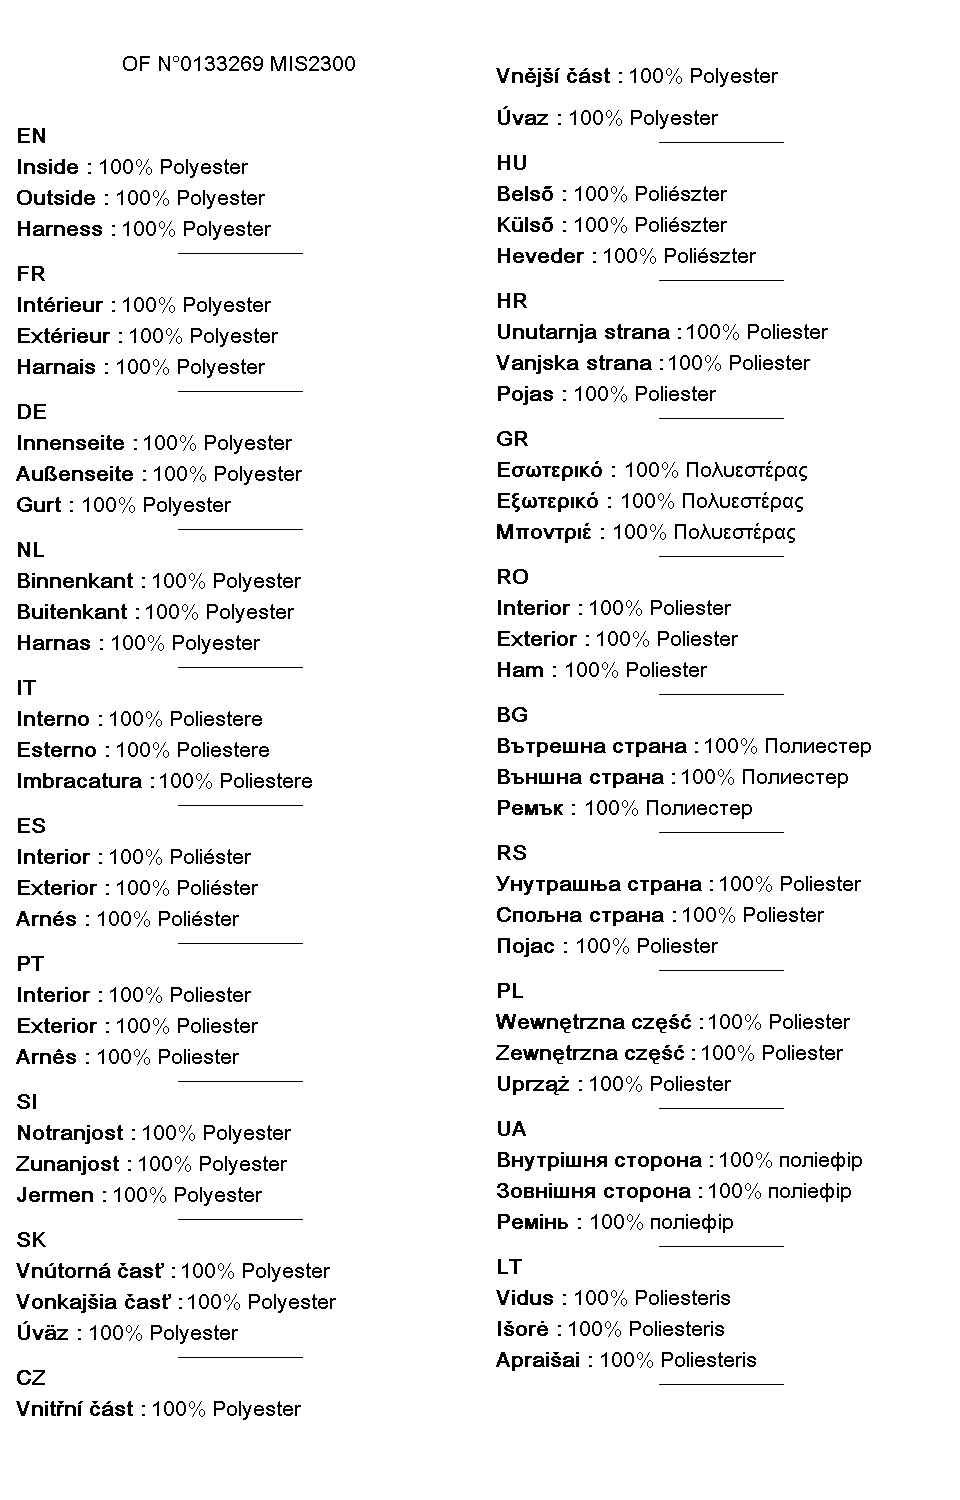 OF N°0133269 MIS2300
EN
Inside : 100% Polyester
Outside : 100% Polyester
Harness : 100% Polyester
FR
Intérieur : 100% Polyester
Extérieur : 100% Polyester
Harnais : 100% Polyester
DE
Innenseite : 100% Polyester
Außenseite : 100% Polyester
Gurt : 100% Polyester
NL
Binnenkant : 100% Polyester
Buitenkant : 100% Polyester
Harnas : 100% Polyester
IT
Interno : 100% Poliestere
Esterno : 100% Poliestere
Imbracatura : 100% Poliestere
ES
Interior : 100% Poliéster
Exterior : 100% Poliéster
Arnés : 100% Poliéster
PT
Interior : 100% Poliester
Exterior : 100% Poliester
Arnês : 100% Poliester
SI
Notranjost : 100% Polyester
Zunanjost : 100% Polyester
Jermen : 100% Polyester
SK
Vnútorná časť : 100% Polyester
Vonkajšia časť : 100% Polyester
Úväz : 100% Polyester
CZ
Vnitřní část : 100% Polyester
Vnější část : 100% Polyester
Úvaz : 100% Polyester
HU
Belső : 100% Poliészter
Külső : 100% Poliészter
Heveder : 100% Poliészter
HR
Unutarnja strana : 100% Poliester
Vanjska strana : 100% Poliester
Pojas : 100% Poliester
GR
Εσωτερικό : 100% Πολυεστέρας
Εξωτερικό : 100% Πολυεστέρας
Μποντριέ : 100% Πολυεστέρας
RO
Interior : 100% Poliester
Exterior : 100% Poliester
Ham : 100% Poliester
BG
Вътрешна страна : 100% Полиестер
Външна страна : 100% Полиестер
Ремък : 100% Полиестер
RS
Унутрашња страна : 100% Poliester
Спољна страна : 100% Poliester
Појас : 100% Poliester
PL
Wewnętrzna część : 100% Poliester
Zewnętrzna część : 100% Poliester
Uprząż : 100% Poliester
UA
Внутрішня сторона : 100% поліефір
Зовнішня сторона : 100% поліефір
Ремінь : 100% поліефір
LT
Vidus : 100% Poliesteris
Išorė : 100% Poliesteris
Apraišai : 100% Poliesteris